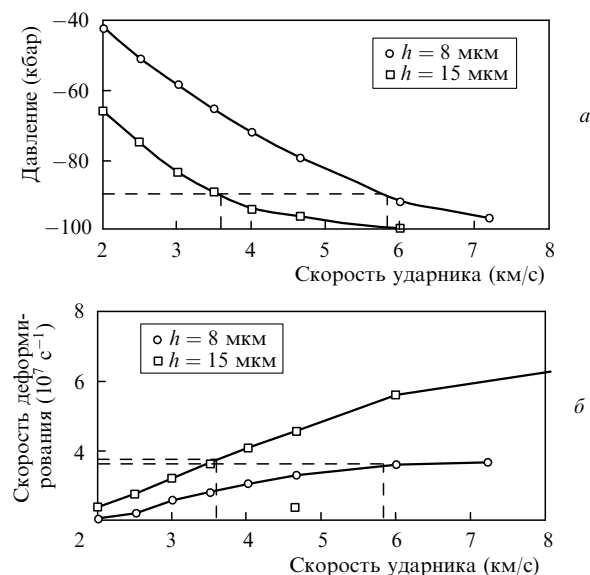 −40
−60
−80
−100
Давление (кбар)
h = 8 мкм
h = 15 мкм
а
2 3 4 5 6 7 8
Скорость ударника (км/с)
8
6
4
2
Скорость деформи-
рования (10⁷ с⁻¹)
h = 8 мкм
h = 15 мкм
б
3 4 5 6 7 8
Скорость ударника (км/с)